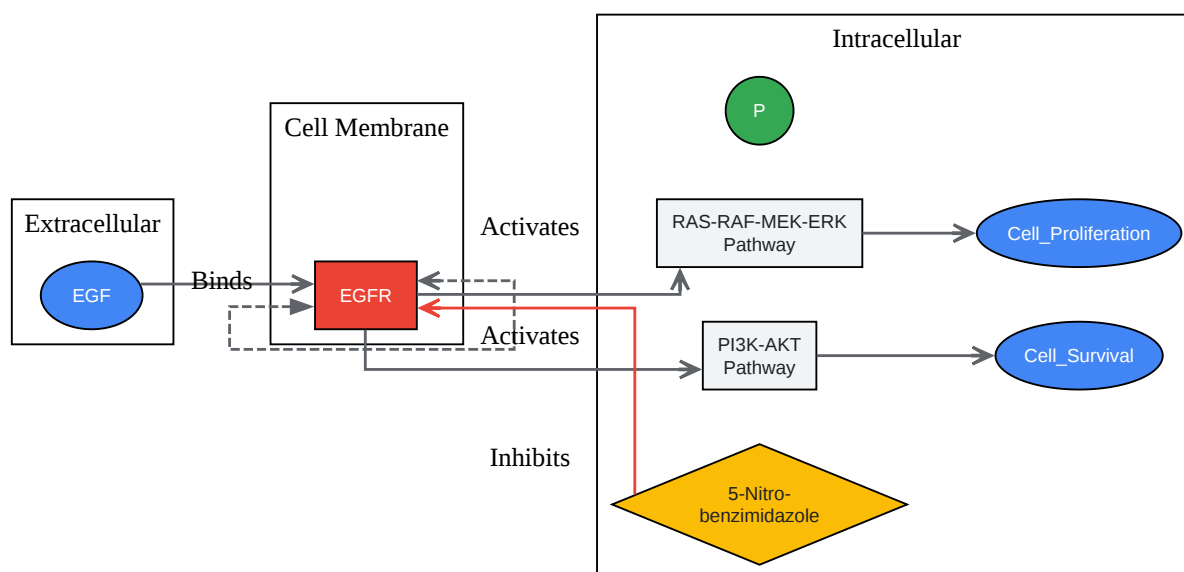 Intracellular
P
Cell Membrane
Extracellular
EGF
Binds
EGFR
Activates
RAS-RAF-MEK-ERK
Pathway
Cell_Proliferation
Activates
PI3K-AKT
Pathway
Cell_Survival
Inhibits
5-Nitro-
benzimidazole